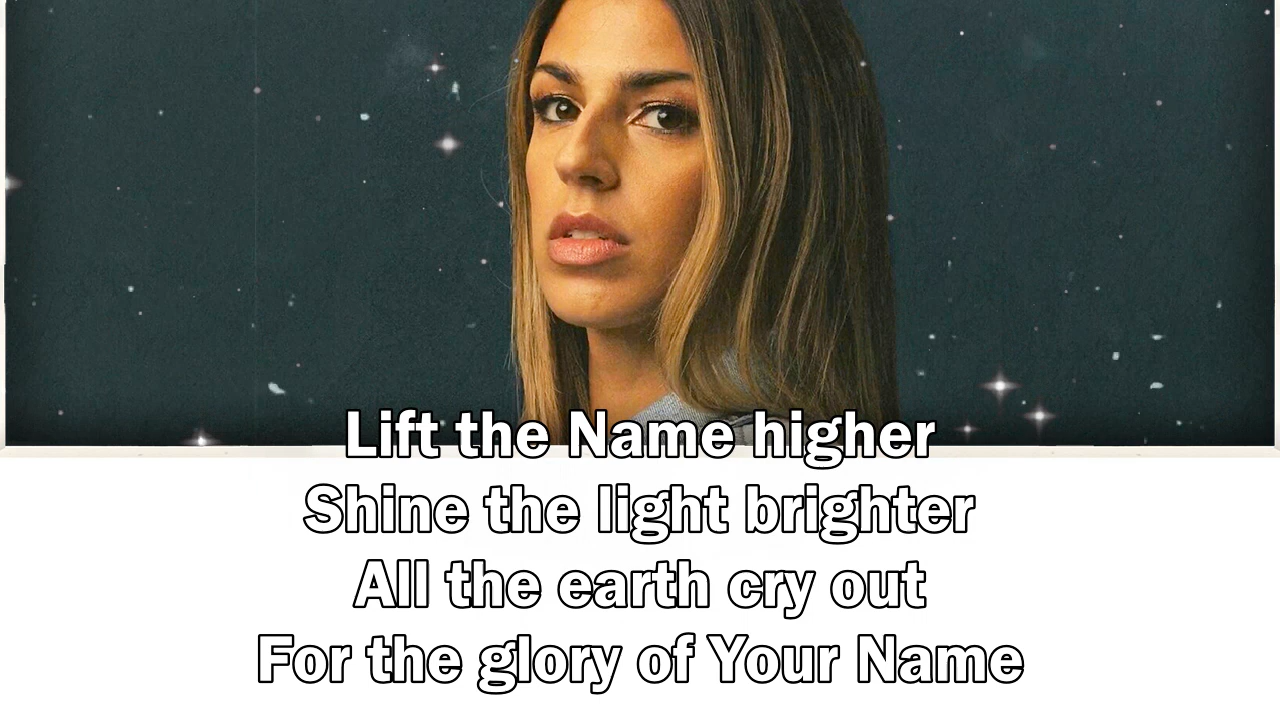 Lift the Name higher
Shine the light brighter
All the earth cry out
For the glory of Your Name